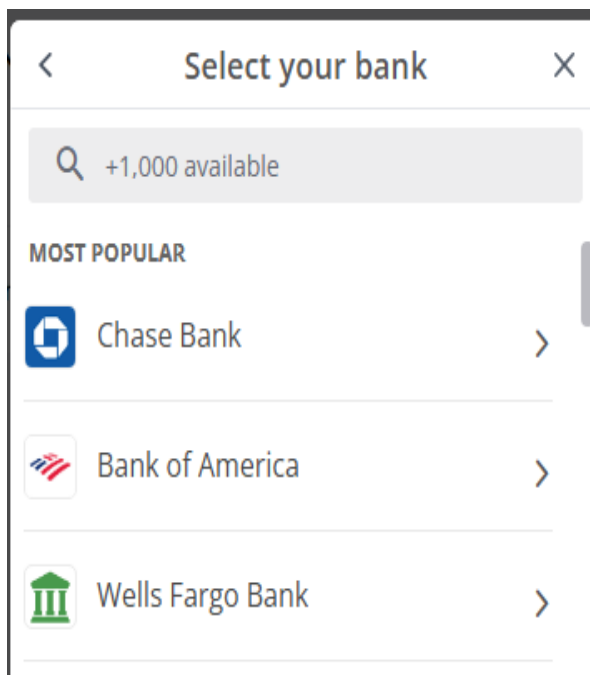 Select your bank
+1,000 available
MOST POPULAR
Chase Bank
Bank of America
Wells Fargo Bank